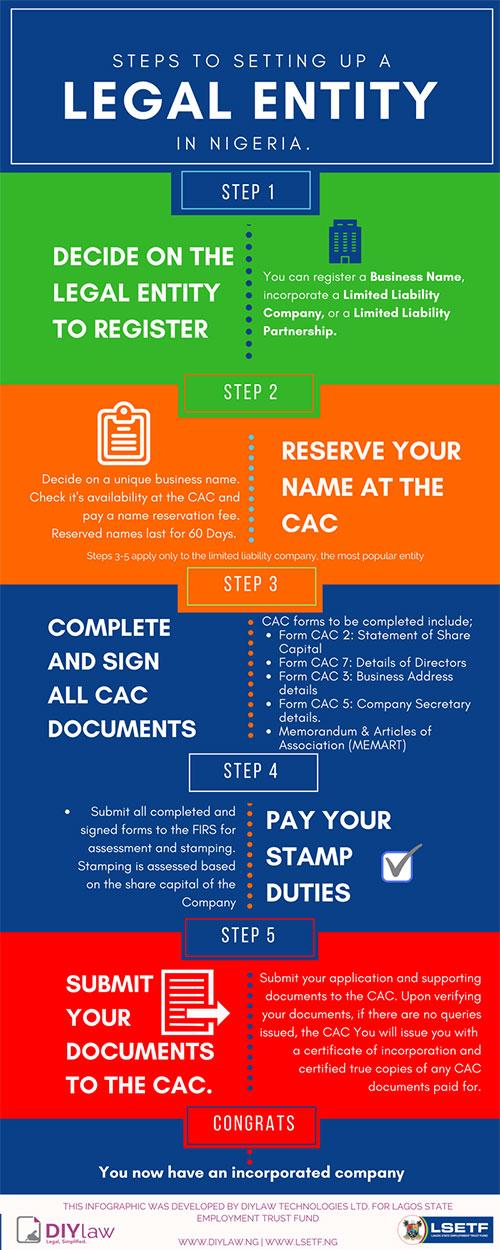 STEPS TO SETTING UP A
LEGAL ENTITY
IN NIGERIA.
STEP 1
DECIDE ON THE
LEGAL ENTITY
TO REGISTER
You can register a Business Name,
incorporate a Limited Liability
Company, or a Limited Liability
Partnership.
STEP 2
Decide on a unique business name.
Check it's availability at the CAC and
pay a name reservation fee.
Reserved names last for 60 Days.
RESERVE YOUR
NAME AT THE
CAC
Steps 3-5 apply only to the limited liability company, the most popular entity
STEP 3
COMPLETE
AND SIGN
ALL CAC
DOCUMENTS
CAC forms to be completed include;
• Form CAC 2: Statement of Share
Capital
• Form CAC 7: Details of Directors
• Form CAC 3: Business Address
details
• Form CAC 5: Company Secretary
details.
• Memorandum & Articles of
Association (MEMART)
STEP 4
• Submit all completed and
signed forms to the FIRS for
assessment and stamping.
Stamping is assessed based
on the share capital of the
Company
PAY YOUR
STAMP
DUTIES
STEP 5
SUBMIT
YOUR
DOCUMENTS
TO THE CAC.
Submit your application and supporting
documents to the CAC. Upon verifying
your documents, if there are no queries
issued, the CAC You will issue you with
a certificate of incorporation and
certified true copies of any CAC
documents paid for.
CONGRATS
You now have an incorporated company
THIS INFOGRAPHIC WAS DEVELOPED BY DIYLAW TECHNOLOGIES LTD. FOR LAGOS STATE
EMPLOYMENT TRUST FUND
DIYlaw
Legal, Simplified.
WWW.DIYLAW.NG | WWW.LSETF.NG
LSETF
LAGOS STATE EMPLOYMENT TRUST FUND